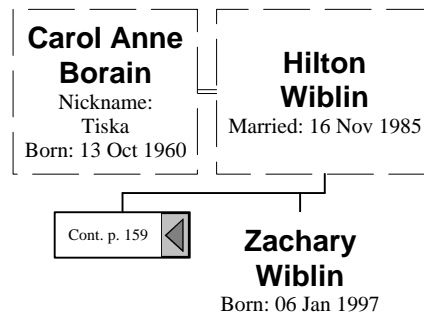 Carol Anne
Borain
Nickname:
Tiska
Born: 13 Oct 1960
Hilton
Wiblin
Married: 16 Nov 1985
Cont. p. 159
Zachary
Wiblin
Born: 06 Jan 1997